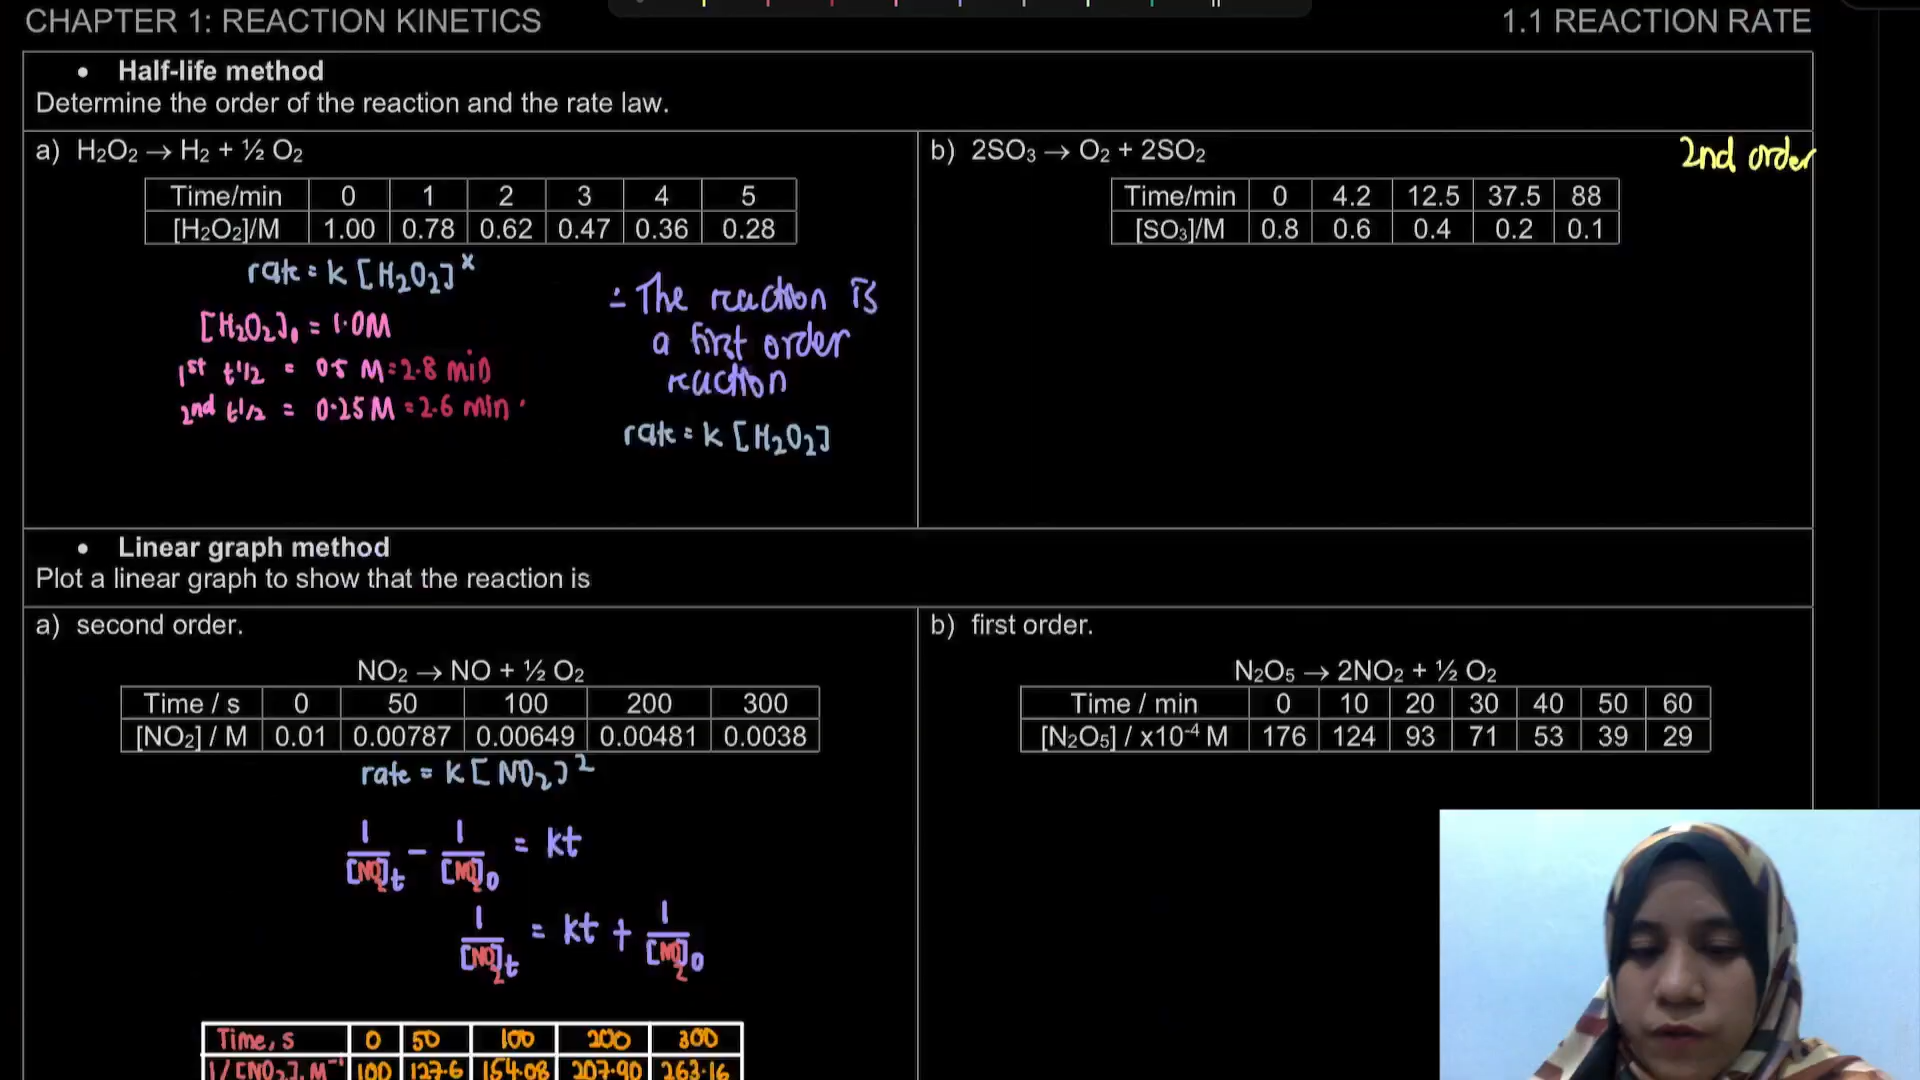 CHAPTER 1: REACTION KINETICS
1.1 REACTION RATE
• Half-life method
Determine the order of the reaction and the rate law.
a) H₂O₂ → H₂ + ½ O₂
Time/min 0 1 2 3 4 5
[H₂O₂]/M 1.00 0.78 0.62 0.47 0.36 0.28
rate = k [H₂O₂]ˣ
[H₂O₂]₀ = 1.0M
1st t1/2 = 0.5 M = 2.8 min
2nd t1/2 = 0.25 M = 2.6 min
∴ The reaction is
a first order
reaction
rate = k [H₂O₂]
b) 2SO₃ → O₂ + 2SO₂
2nd order
Time/min 0 4.2 12.5 37.5 88
[SO₃]/M 0.8 0.6 0.4 0.2 0.1
• Linear graph method
Plot a linear graph to show that the reaction is
a) second order.
NO₂ → NO + ½ O₂
Time / s 0 50 100 200 300
[NO₂] / M 0.01 0.00787 0.00649 0.00481 0.0038
rate = k [NO₂]²
1/[NO₂]t − 1/[NO₂]₀ = kt
1/[NO₂]t = kt + 1/[NO₂]₀
Time, s 0 50 100 200 300
1/[NO₂], M⁻¹ 100 127.6 154.08 207.90 263.16
b) first order.
N₂O₅ → 2NO₂ + ½ O₂
Time / min 0 10 20 30 40 50 60
[N₂O₅] / x10⁻⁴ M 176 124 93 71 53 39 29